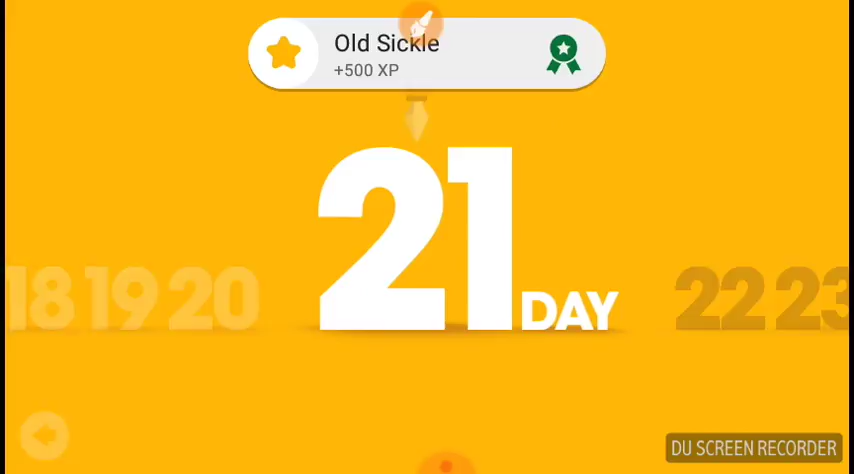 Old Sickle
+500 XP
18 19 20 21 DAY 22 23
DU SCREEN RECORDER